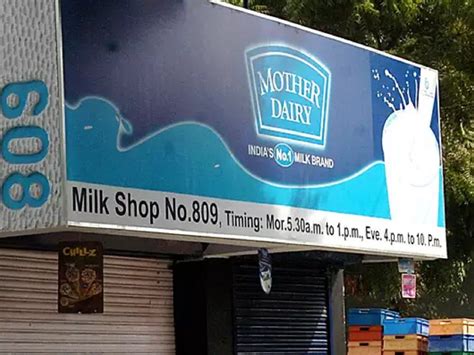 809
MOTHER
DAIRY
INDIA'S No.1 MILK BRAND
Milk Shop No.809, Timing: Mor.5.30a.m. to 1.p.m., Eve. 4.p.m. to 10. P.m.
CHILLZ